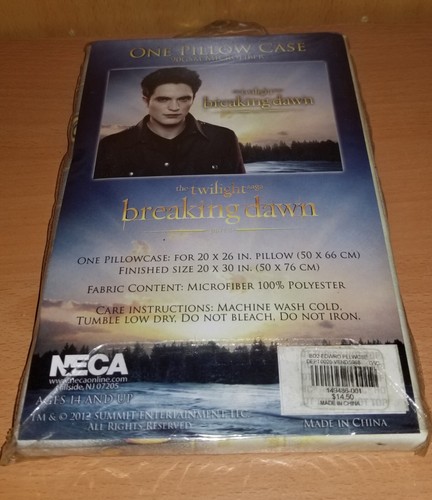 One Pillow Case
the twilight saga
breaking dawn
the twilight saga
breaking dawn
One Pillowcase: for 20 x 26 in. pillow (50 x 66 cm)
Finished size 20 x 30 in. (50 x 76 cm)
Fabric Content: Microfiber 100% Polyester
Care instructions: Machine wash cold,
Tumble low dry, Do not bleach, Do not iron.
NECA
www.necaonline.com
Hillside, NJ 07205
Ages 14 and up
TM & © 2012 Summit Entertainment, LLC.
All Rights Reserved.
$14.50
MADE IN CHINA
Made in China